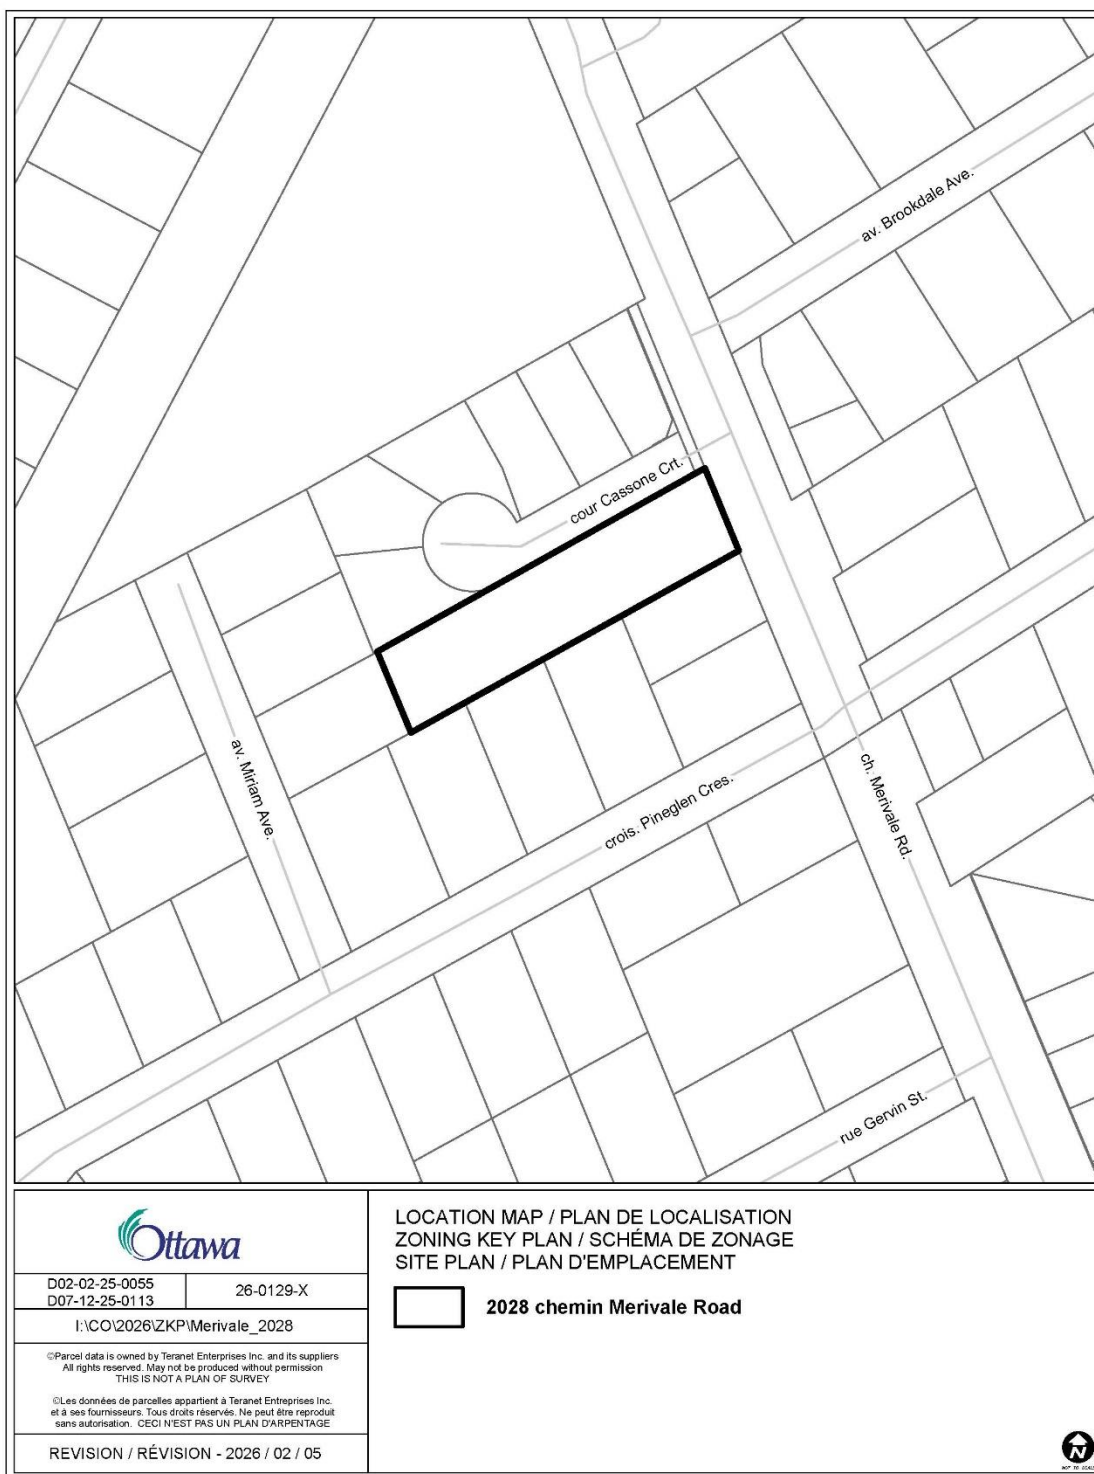 av. Brookdale Ave.
cour Cassone Crt.
av. Miriam Ave.
crois. Pineglen Cres.
ch. Merivale Rd.
rue Gervin St.
Ottawa
D02-02-25-0055
D07-12-25-0113
26-0129-X
I:\CO\2026\ZKP\Merivale_2028
©Parcel data is owned by Teranet Enterprises Inc. and its suppliers
All rights reserved. May not be produced without permission
THIS IS NOT A PLAN OF SURVEY
©Les données de parcelles appartient à Teranet Entreprises Inc.
et à ses fournisseurs. Tous droits réservés. Ne peut être reproduit
sans autorisation. CECI N'EST PAS UN PLAN D'ARPENTAGE
REVISION / RÉVISION - 2026 / 02 / 05
LOCATION MAP / PLAN DE LOCALISATION
ZONING KEY PLAN / SCHÉMA DE ZONAGE
SITE PLAN / PLAN D'EMPLACEMENT
2028 chemin Merivale Road
N
NOT TO SCALE